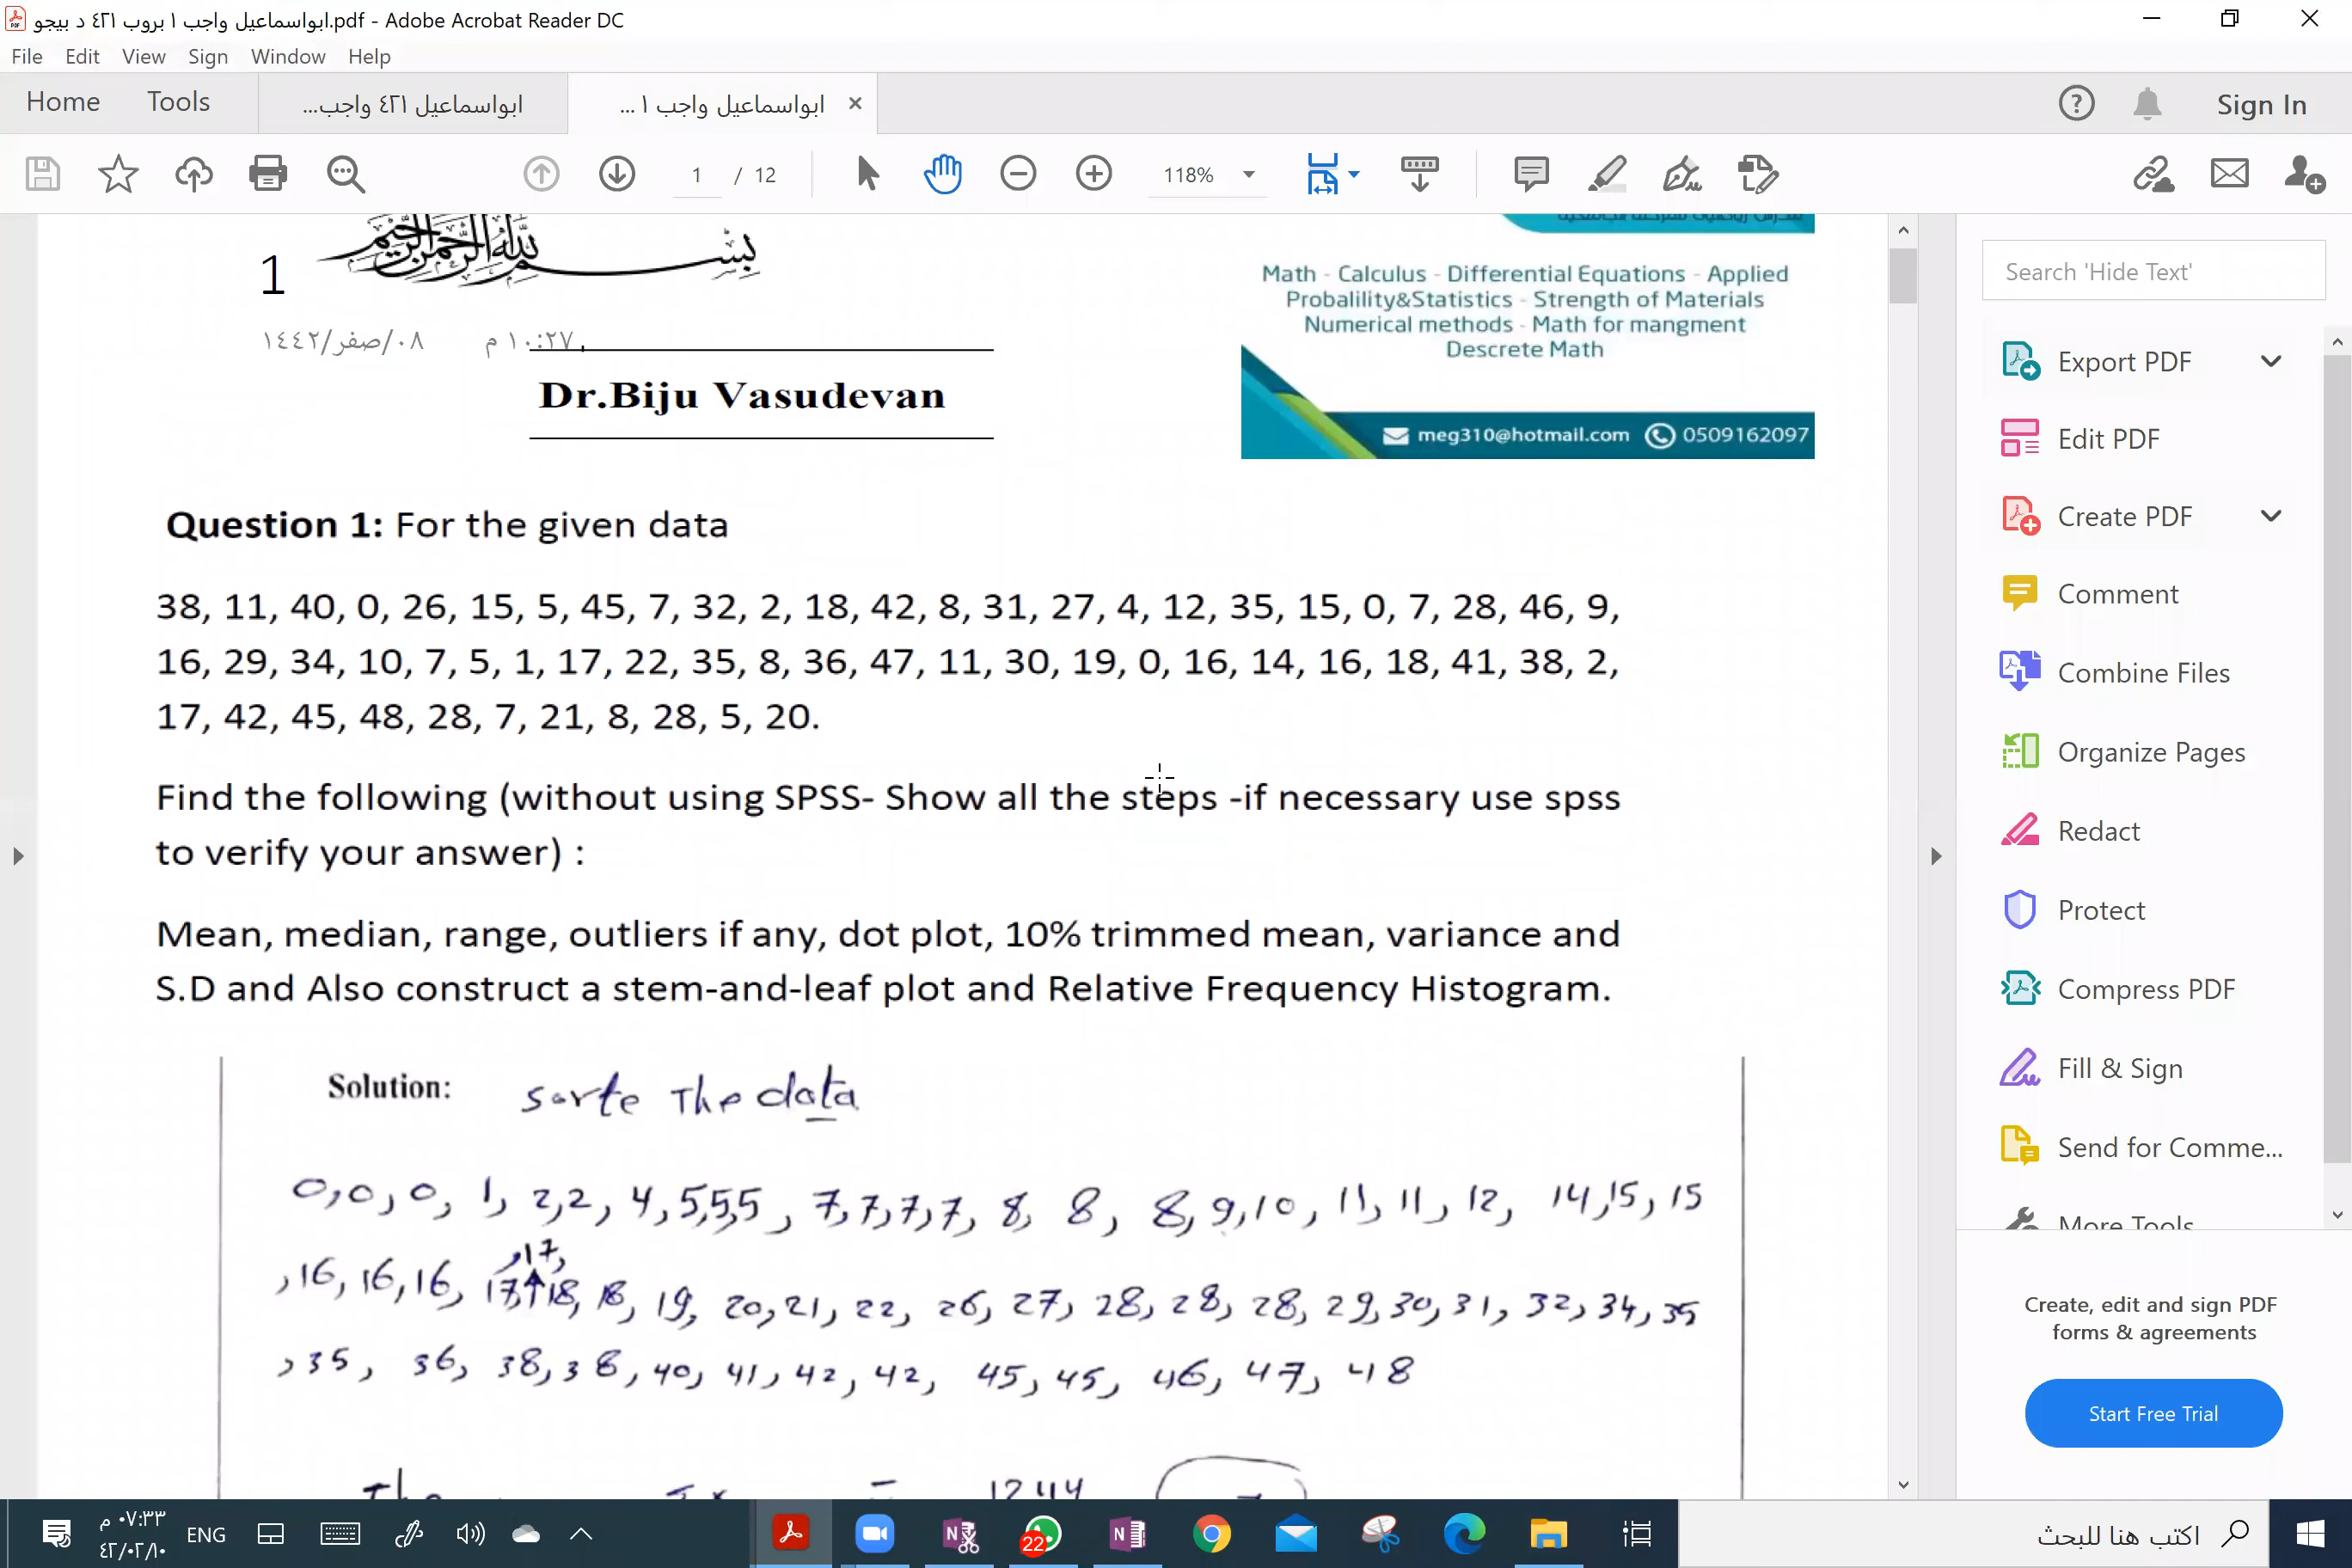 ابواسماعيل واجب ١ بروب ٤٢١ د بيجو.pdf - Adobe Acrobat Reader DC
File Edit View Sign Window Help
Home Tools ابواسماعيل ٤٢١ واجب... ابواسماعيل واجب ١ ... Sign In
1 / 12 118%
بسم الله الرحمن الرحيم
1
٠٨/صفر/١٤٤٢ ١٠:٢٧ م
Dr.Biju Vasudevan
Math - Calculus - Differential Equations - Applied
Probalility&Statistics - Strength of Materials
Numerical methods - Math for mangment
Descrete Math
meg310@hotmail.com 0509162097
Question 1: For the given data
38, 11, 40, 0, 26, 15, 5, 45, 7, 32, 2, 18, 42, 8, 31, 27, 4, 12, 35, 15, 0, 7, 28, 46, 9,
16, 29, 34, 10, 7, 5, 1, 17, 22, 35, 8, 36, 47, 11, 30, 19, 0, 16, 14, 16, 18, 41, 38, 2,
17, 42, 45, 48, 28, 7, 21, 8, 28, 5, 20.
Find the following (without using SPSS- Show all the steps -if necessary use spss
to verify your answer) :
Mean, median, range, outliers if any, dot plot, 10% trimmed mean, variance and
S.D and Also construct a stem-and-leaf plot and Relative Frequency Histogram.
Solution: sorte The data
0,0,0, 1, 2,2, 4,5,5,5, 7,7,7,7, 8, 8, 8,9,10, 11, 11, 12, 14,15, 15
,17,
,16, 16, 16, 17, 18, 18, 19, 20, 21, 22, 26, 27, 28, 28, 28, 29, 30, 31, 32, 34, 35
,35, 36, 38, 38, 40, 41, 42, 42, 45, 45, 46, 47, 48
The
1244
Search 'Hide Text'
Export PDF
Edit PDF
Create PDF
Comment
Combine Files
Organize Pages
Redact
Protect
Compress PDF
Fill & Sign
Send for Comme...
More Tools
Create, edit and sign PDF
forms & agreements
Start Free Trial
٠٧:٣٣ م
٤٢/٠٢/١٠
ENG
22
اكتب هنا للبحث